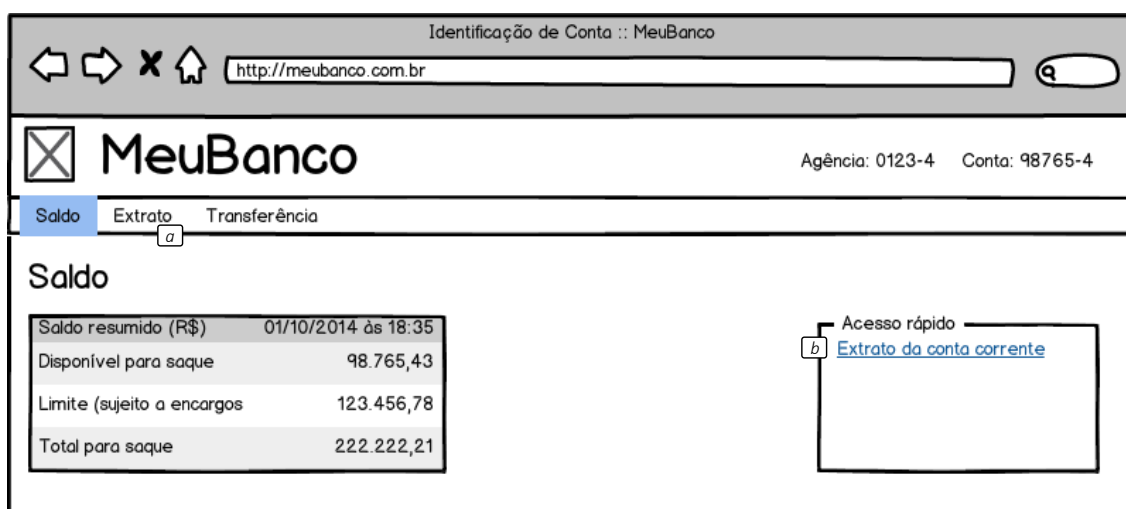 Identificação de Conta :: MeuBanco
http://meubanco.com.br
MeuBanco
Agência: 0123-4 Conta: 98765-4
Saldo Extrato Transferência
a
Saldo
Saldo resumido (R$) 01/10/2014 às 18:35
Disponível para saque 98.765,43
Limite (sujeito a encargos 123.456,78
Total para saque 222.222,21
Acesso rápido
b Extrato da conta corrente